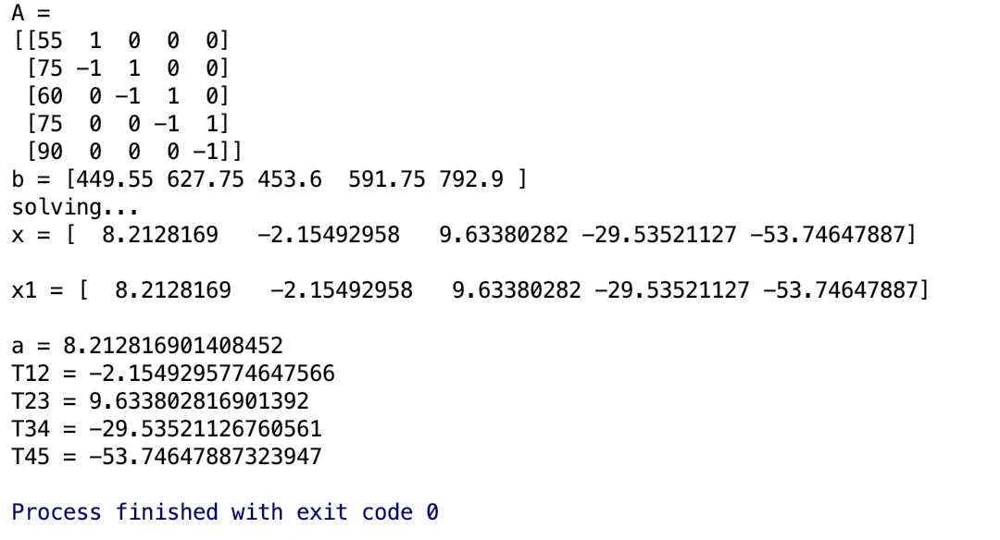 A =
[[55  1  0  0  0]
 [75 -1  1  0  0]
 [60  0 -1  1  0]
 [75  0  0 -1  1]
 [90  0  0  0 -1]]
b = [449.55 627.75 453.6  591.75 792.9 ]
solving...
x = [  8.2128169   -2.15492958   9.63380282 -29.53521127 -53.74647887]

x1 = [  8.2128169   -2.15492958   9.63380282 -29.53521127 -53.74647887]

a = 8.212816901408452
T12 = -2.1549295774647566
T23 = 9.633802816901392
T34 = -29.53521126760561
T45 = -53.74647887323947

Process finished with exit code 0